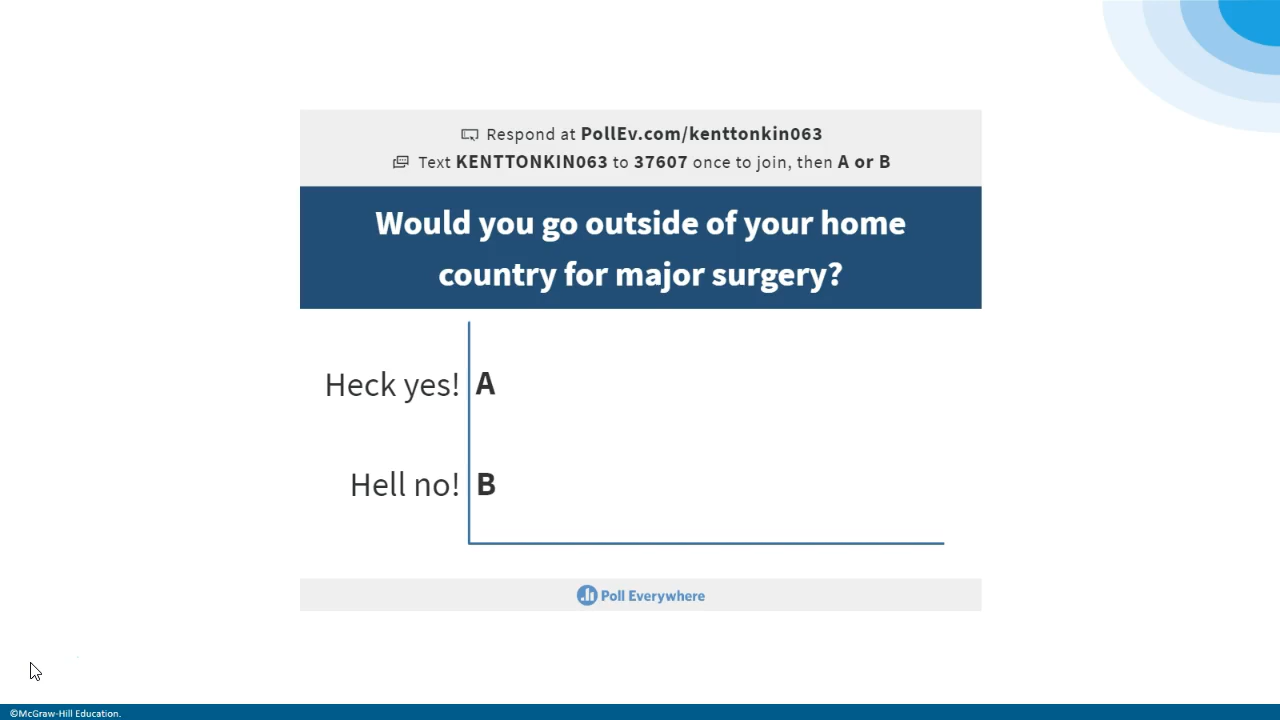 Respond at PollEv.com/kenttonkin063
Text KENTTONKIN063 to 37607 once to join, then A or B
Would you go outside of your home
country for major surgery?
Heck yes! A
Hell no! B
Poll Everywhere
©McGraw-Hill Education.